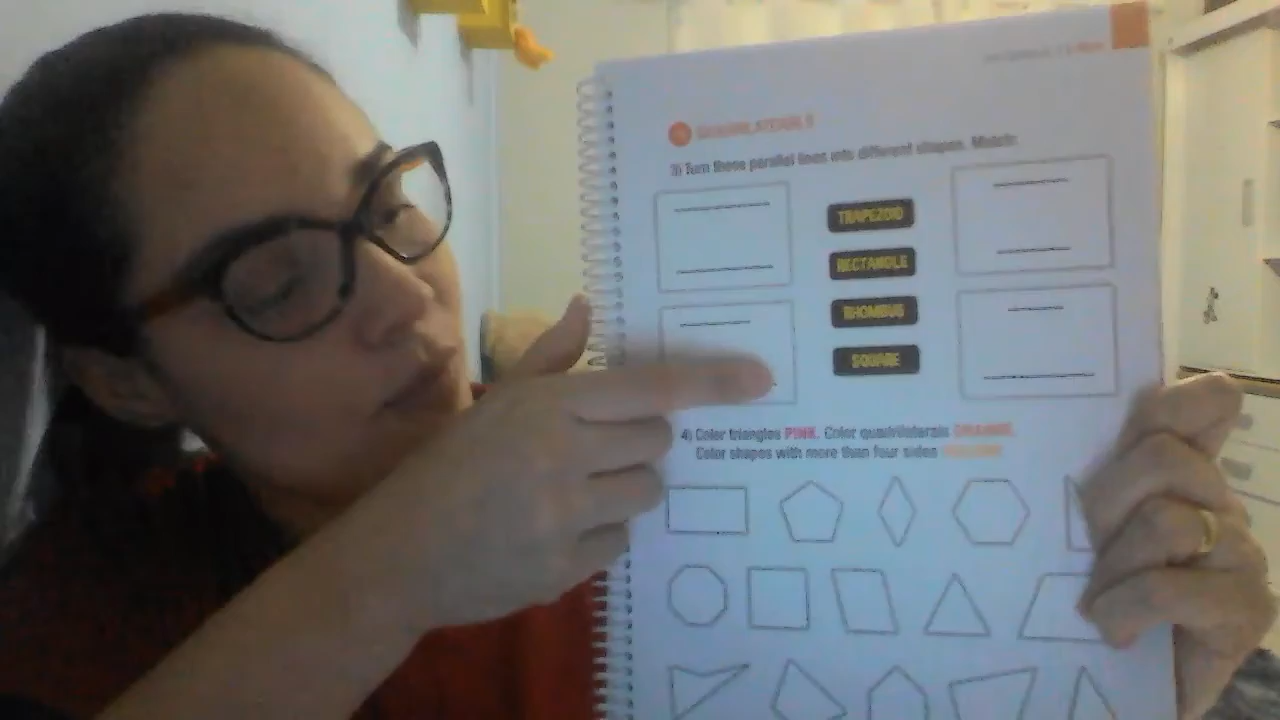 QUADRILATERALS
3) Turn these parallel lines into different shapes. Match:
TRAPEZOID
RECTANGLE
RHOMBUS
SQUARE
4) Color triangles PINK. Color quadrilaterals ORANGE.
Color shapes with more than four sides YELLOW.